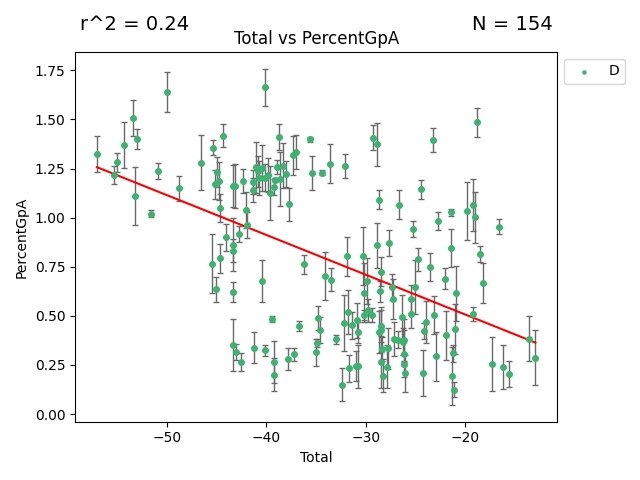 r^2 = 0.24 N = 154
Total vs PercentGpA
D
1.75
1.50
1.25
1.00
0.75
0.50
0.25
0.00
PercentGpA
−50 −40 −30 −20
Total